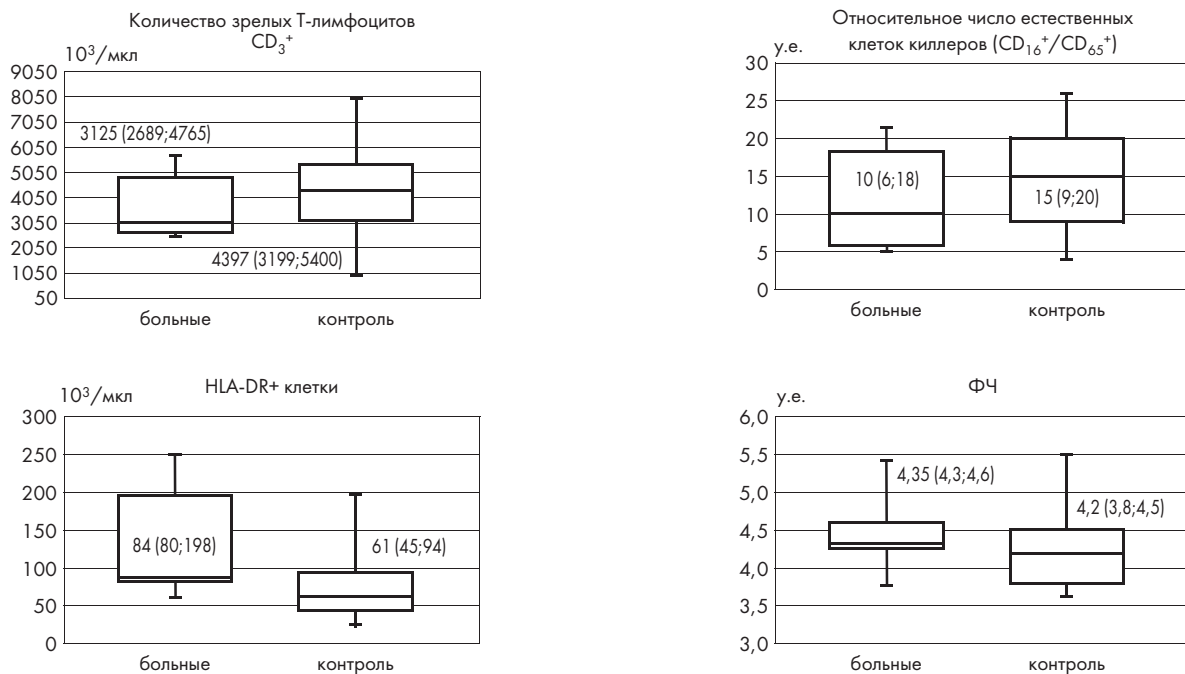 Количество зрелых Т-лимфоцитов
CD3+
10³/мкл
9050
8050
7050
6050
5050
4050
3050
2050
1050
50
3125 (2689;4765)
4397 (3199;5400)
больные
контроль
Относительное число естественных
клеток киллеров (CD16+/CD65+)
у.е.
30
25
20
15
10
5
0
10 (6;18)
15 (9;20)
больные
контроль
HLA-DR+ клетки
10³/мкл
300
250
200
150
100
50
0
84 (80;198)
61 (45;94)
больные
контроль
ФЧ
у.е.
6,0
5,5
5,0
4,5
4,0
3,5
3,0
4,35 (4,3;4,6)
4,2 (3,8;4,5)
больные
контроль